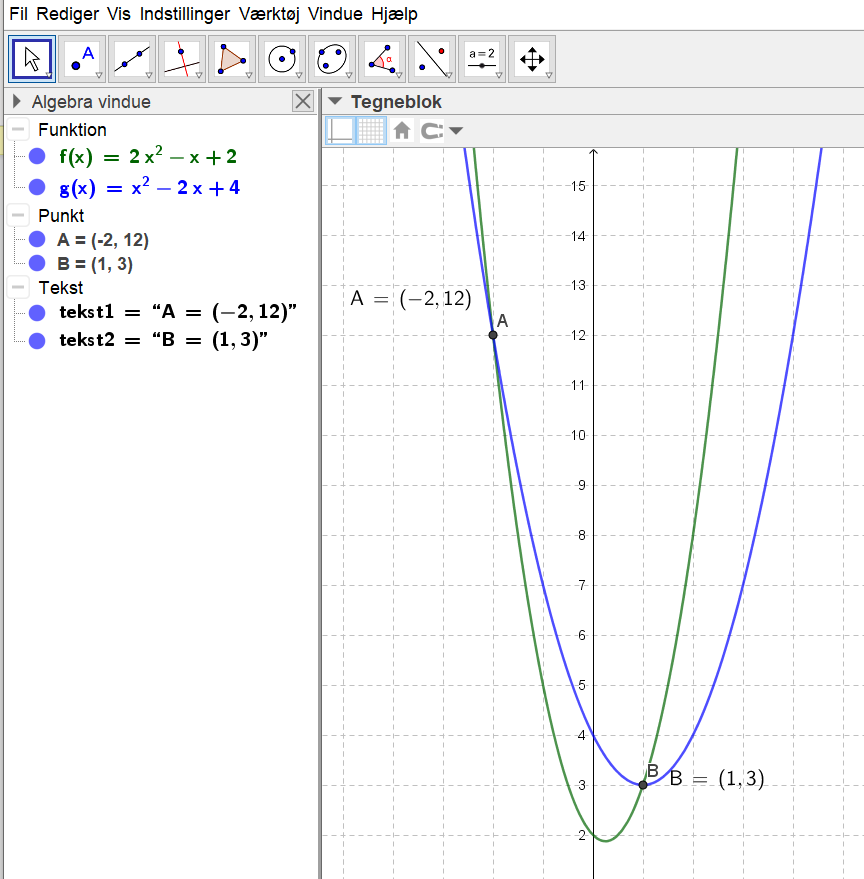 Fil Rediger Vis Indstillinger Værktøj Vindue Hjælp
A α a = 2
Algebra vindue
Funktion
f(x) = 2 x² − x + 2
g(x) = x² − 2 x + 4
Punkt
A = (-2, 12)
B = (1, 3)
Tekst
tekst1 = “A = (−2, 12)”
tekst2 = “B = (1, 3)”
Tegneblok
15
14
13
A = (−2, 12)
A
12
11
10
9
8
7
6
5
4
B
B = (1, 3)
3
2